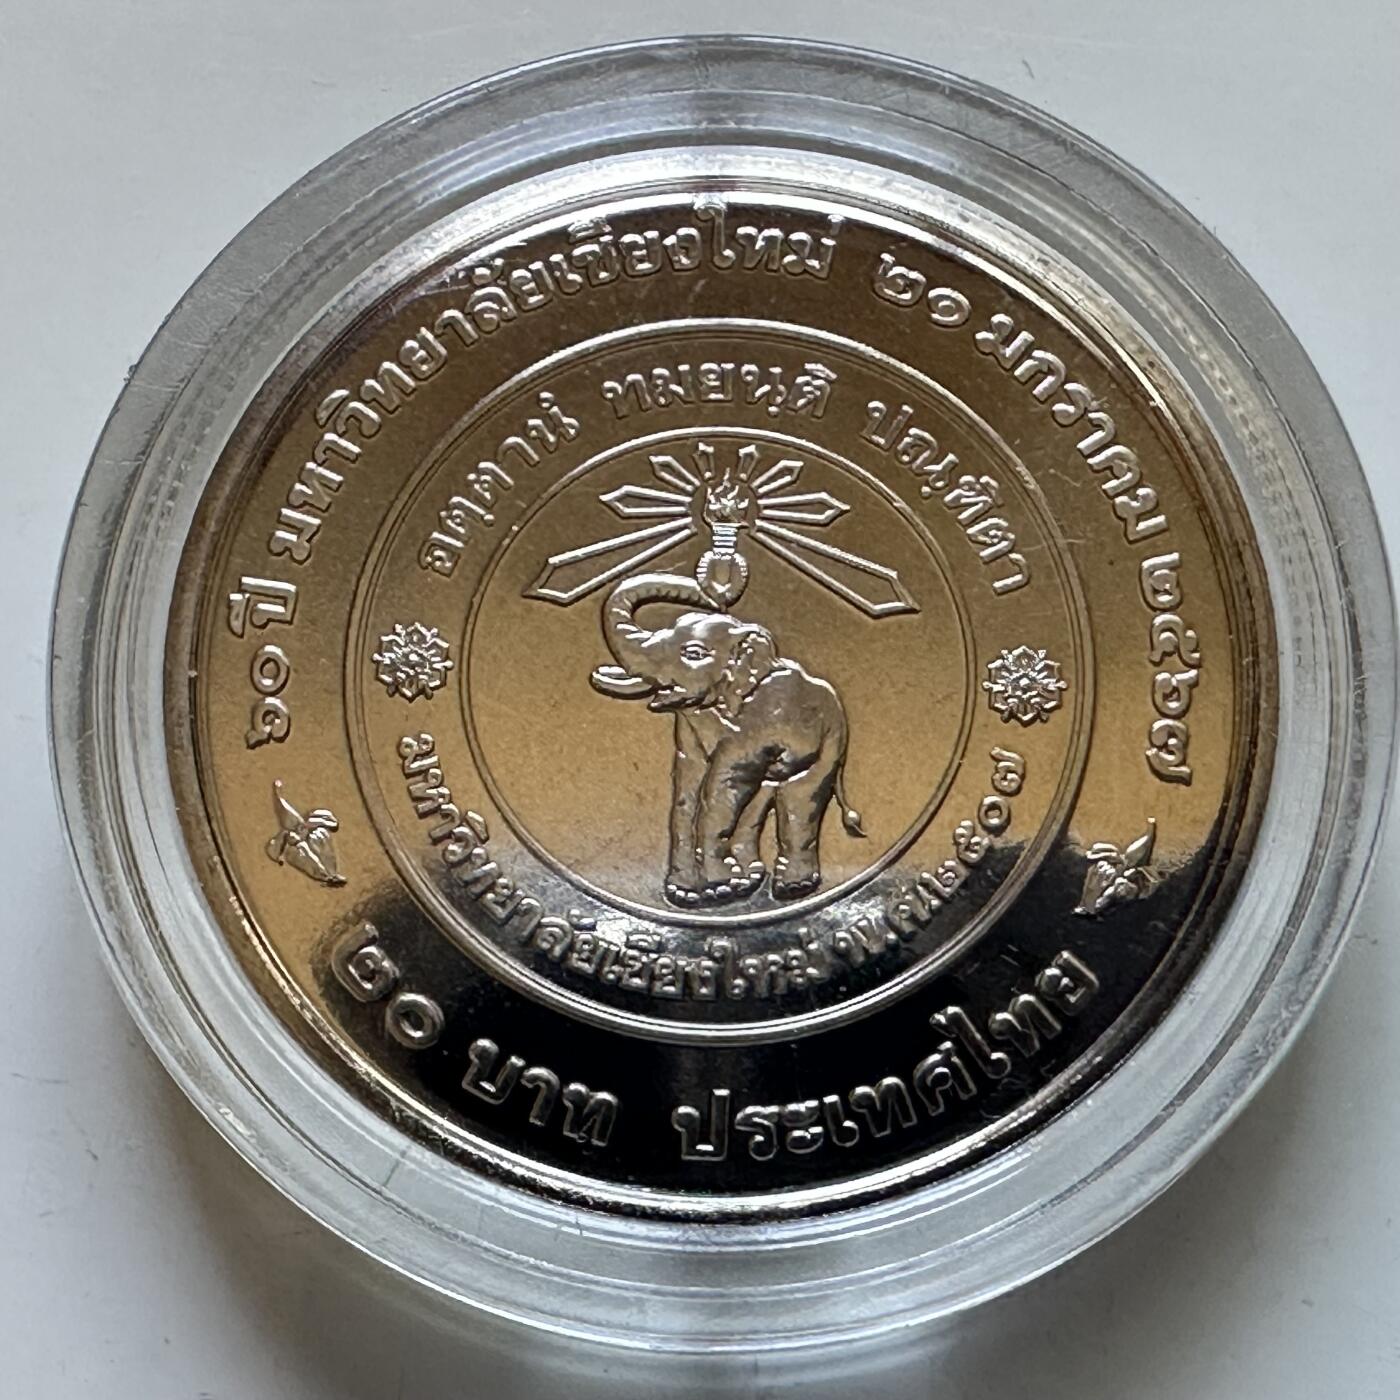 ๖๐ ปี มหาวิทยาลัยเชียงใหม่ ๒๑ มกราคม ๒๕๖๗
อตฺตานํ ทมยนฺติ ปณฺฑิตา
มหาวิทยาลัยเชียงใหม่ พ.ศ.๒๕๐๗
๒๐ บาท ประเทศไทย